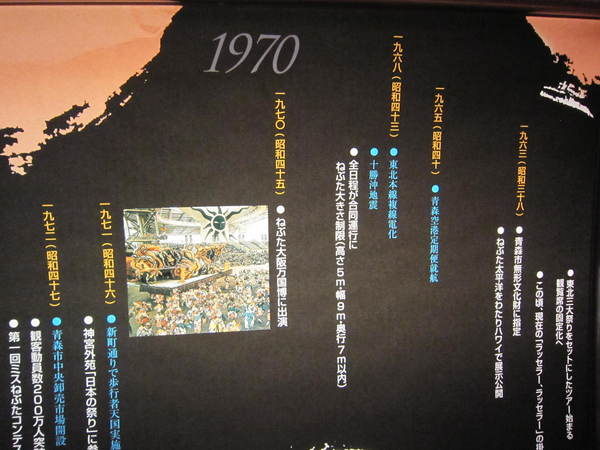 1970
● 東北三大祭りをセットにしたツアー始まる
観覧席の固定化へ
● この頃、現在の「ラッセラー、ラッセラー」の掛
一九六三(昭和三十八)
● 青森市無形文化財に指定
● ねぶた太平洋をわたりハワイで展示公開
一九六五(昭和四十)
● 青森空港・定期便就航
一九六八(昭和四十三)
● 東北本線複線電化
● 十勝沖地震
● 全日程が合同運行に
ねぶた大きさ制限(高さ5m・幅9m・奥行7m以内)
一九七〇(昭和四十五)
● ねぶた大阪万国博に出演
一九七一(昭和四十六)
● 新町通りで歩行者天国実施
● 神宮外苑「日本の祭り」に参
一九七二(昭和四十七)
● 青森市中央卸売市場開設
● 観客動員数200万人突破
● 第一回ミスねぶたコンテス